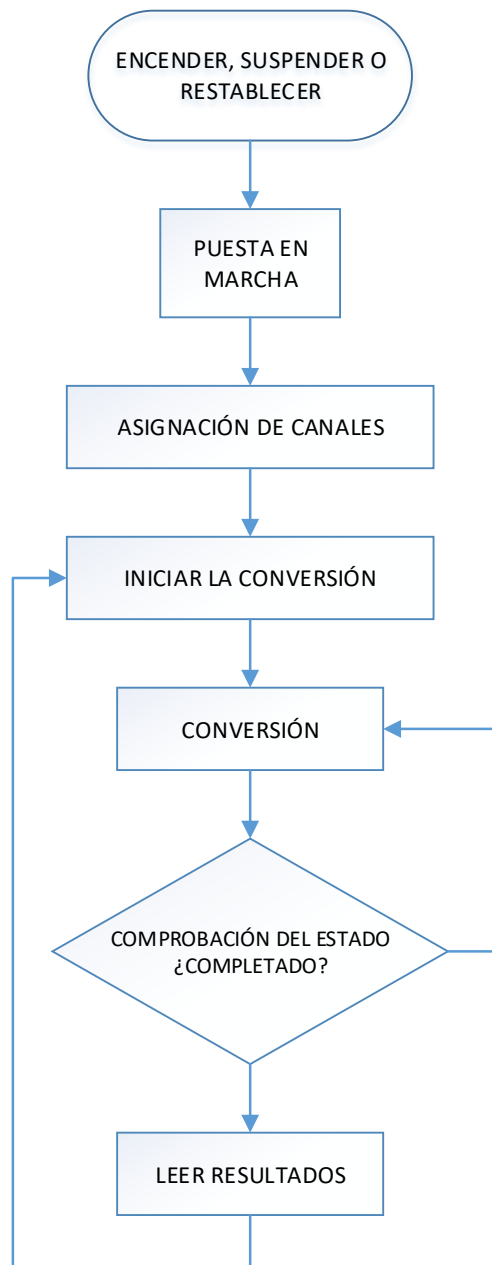 ENCENDER, SUSPENDER O
RESTABLECER
PUESTA EN
MARCHA
ASIGNACIÓN DE CANALES
INICIAR LA CONVERSIÓN
CONVERSIÓN
COMPROBACIÓN DEL ESTADO
¿COMPLETADO?
LEER RESULTADOS